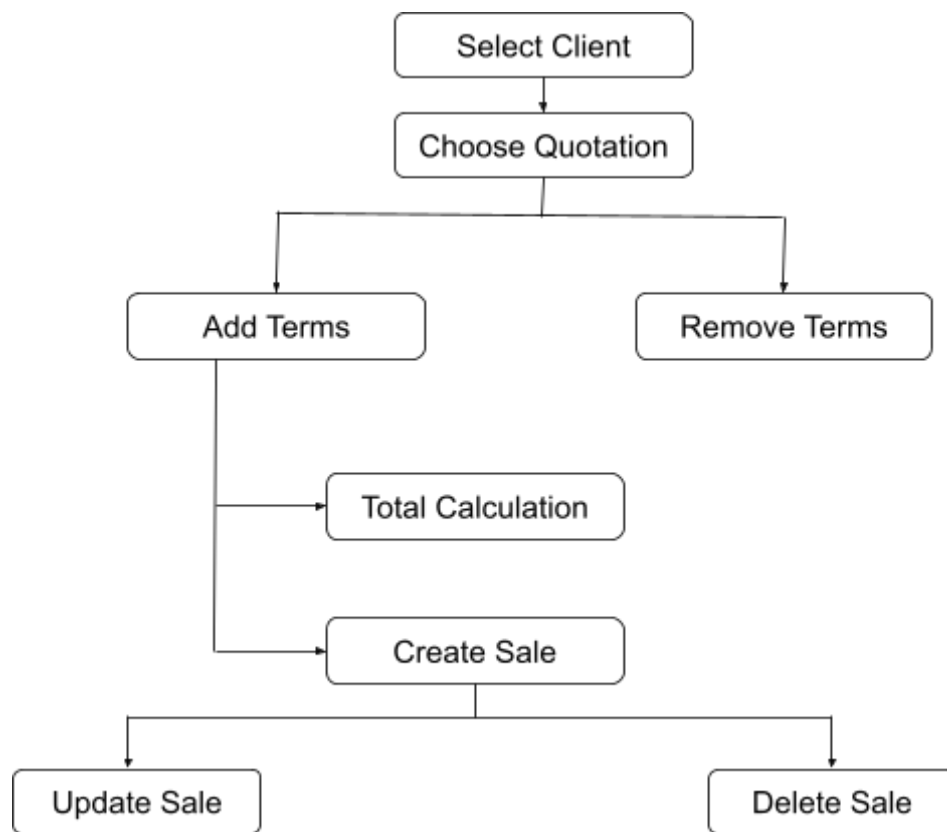 Select Client
Choose Quotation
Add Terms
Remove Terms
Total Calculation
Create Sale
Update Sale
Delete Sale